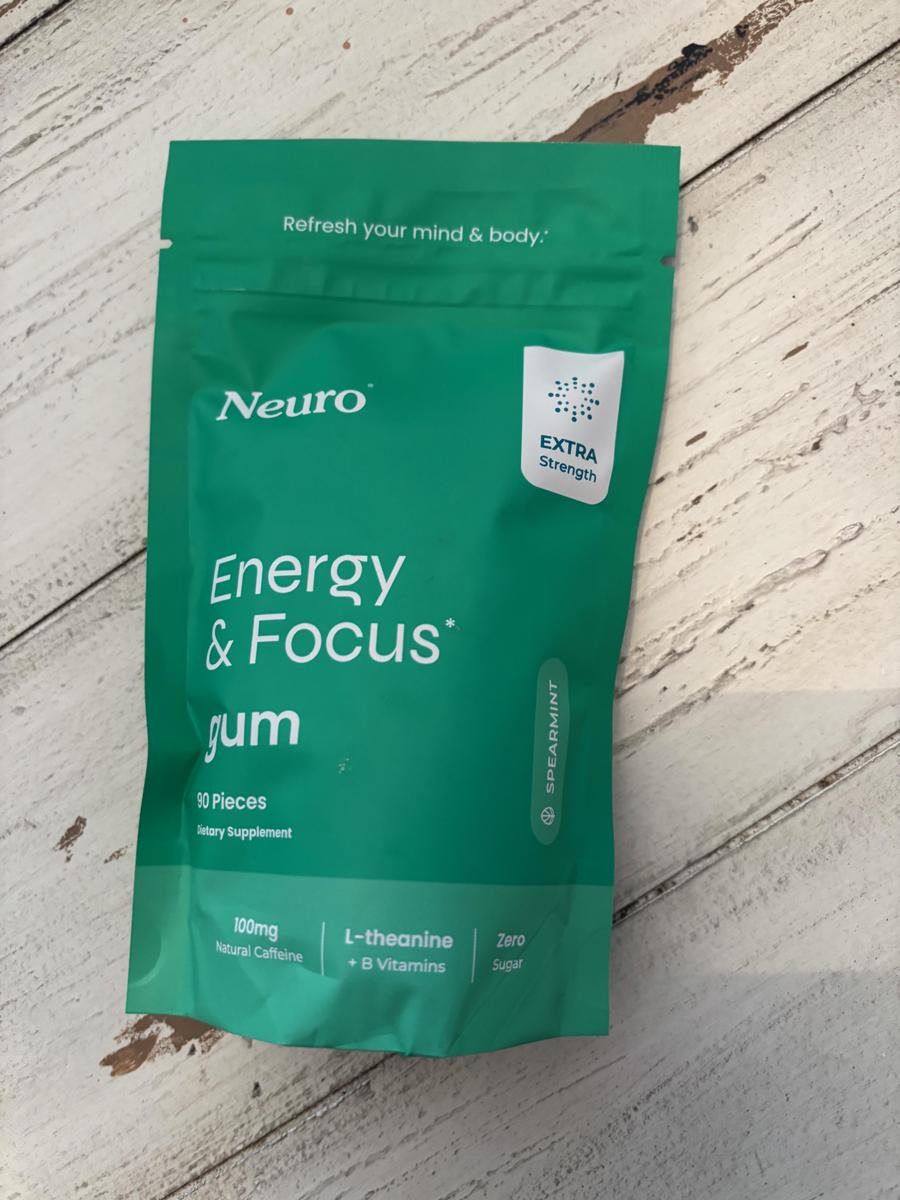 Refresh your mind & body.*
Neuro®
EXTRA
Strength
Energy
& Focus*
gum
SPEARMINT
90 Pieces
Dietary Supplement
100mg
Natural Caffeine
L-theanine
+ B Vitamins
Zero
Sugar